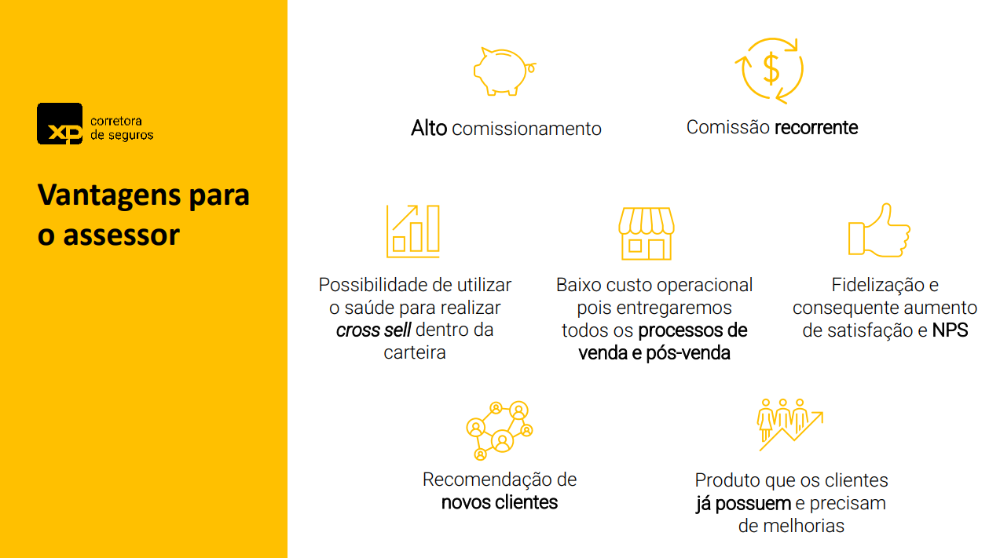 XP corretora
de seguros
Vantagens para
o assessor
Alto comissionamento
Comissão recorrente
Possibilidade de utilizar
o saúde para realizar
cross sell dentro da
carteira
Baixo custo operacional
pois entregaremos
todos os processos de
venda e pós-venda
Fidelização e
consequente aumento
de satisfação e NPS
Recomendação de
novos clientes
Produto que os clientes
já possuem e precisam
de melhorias